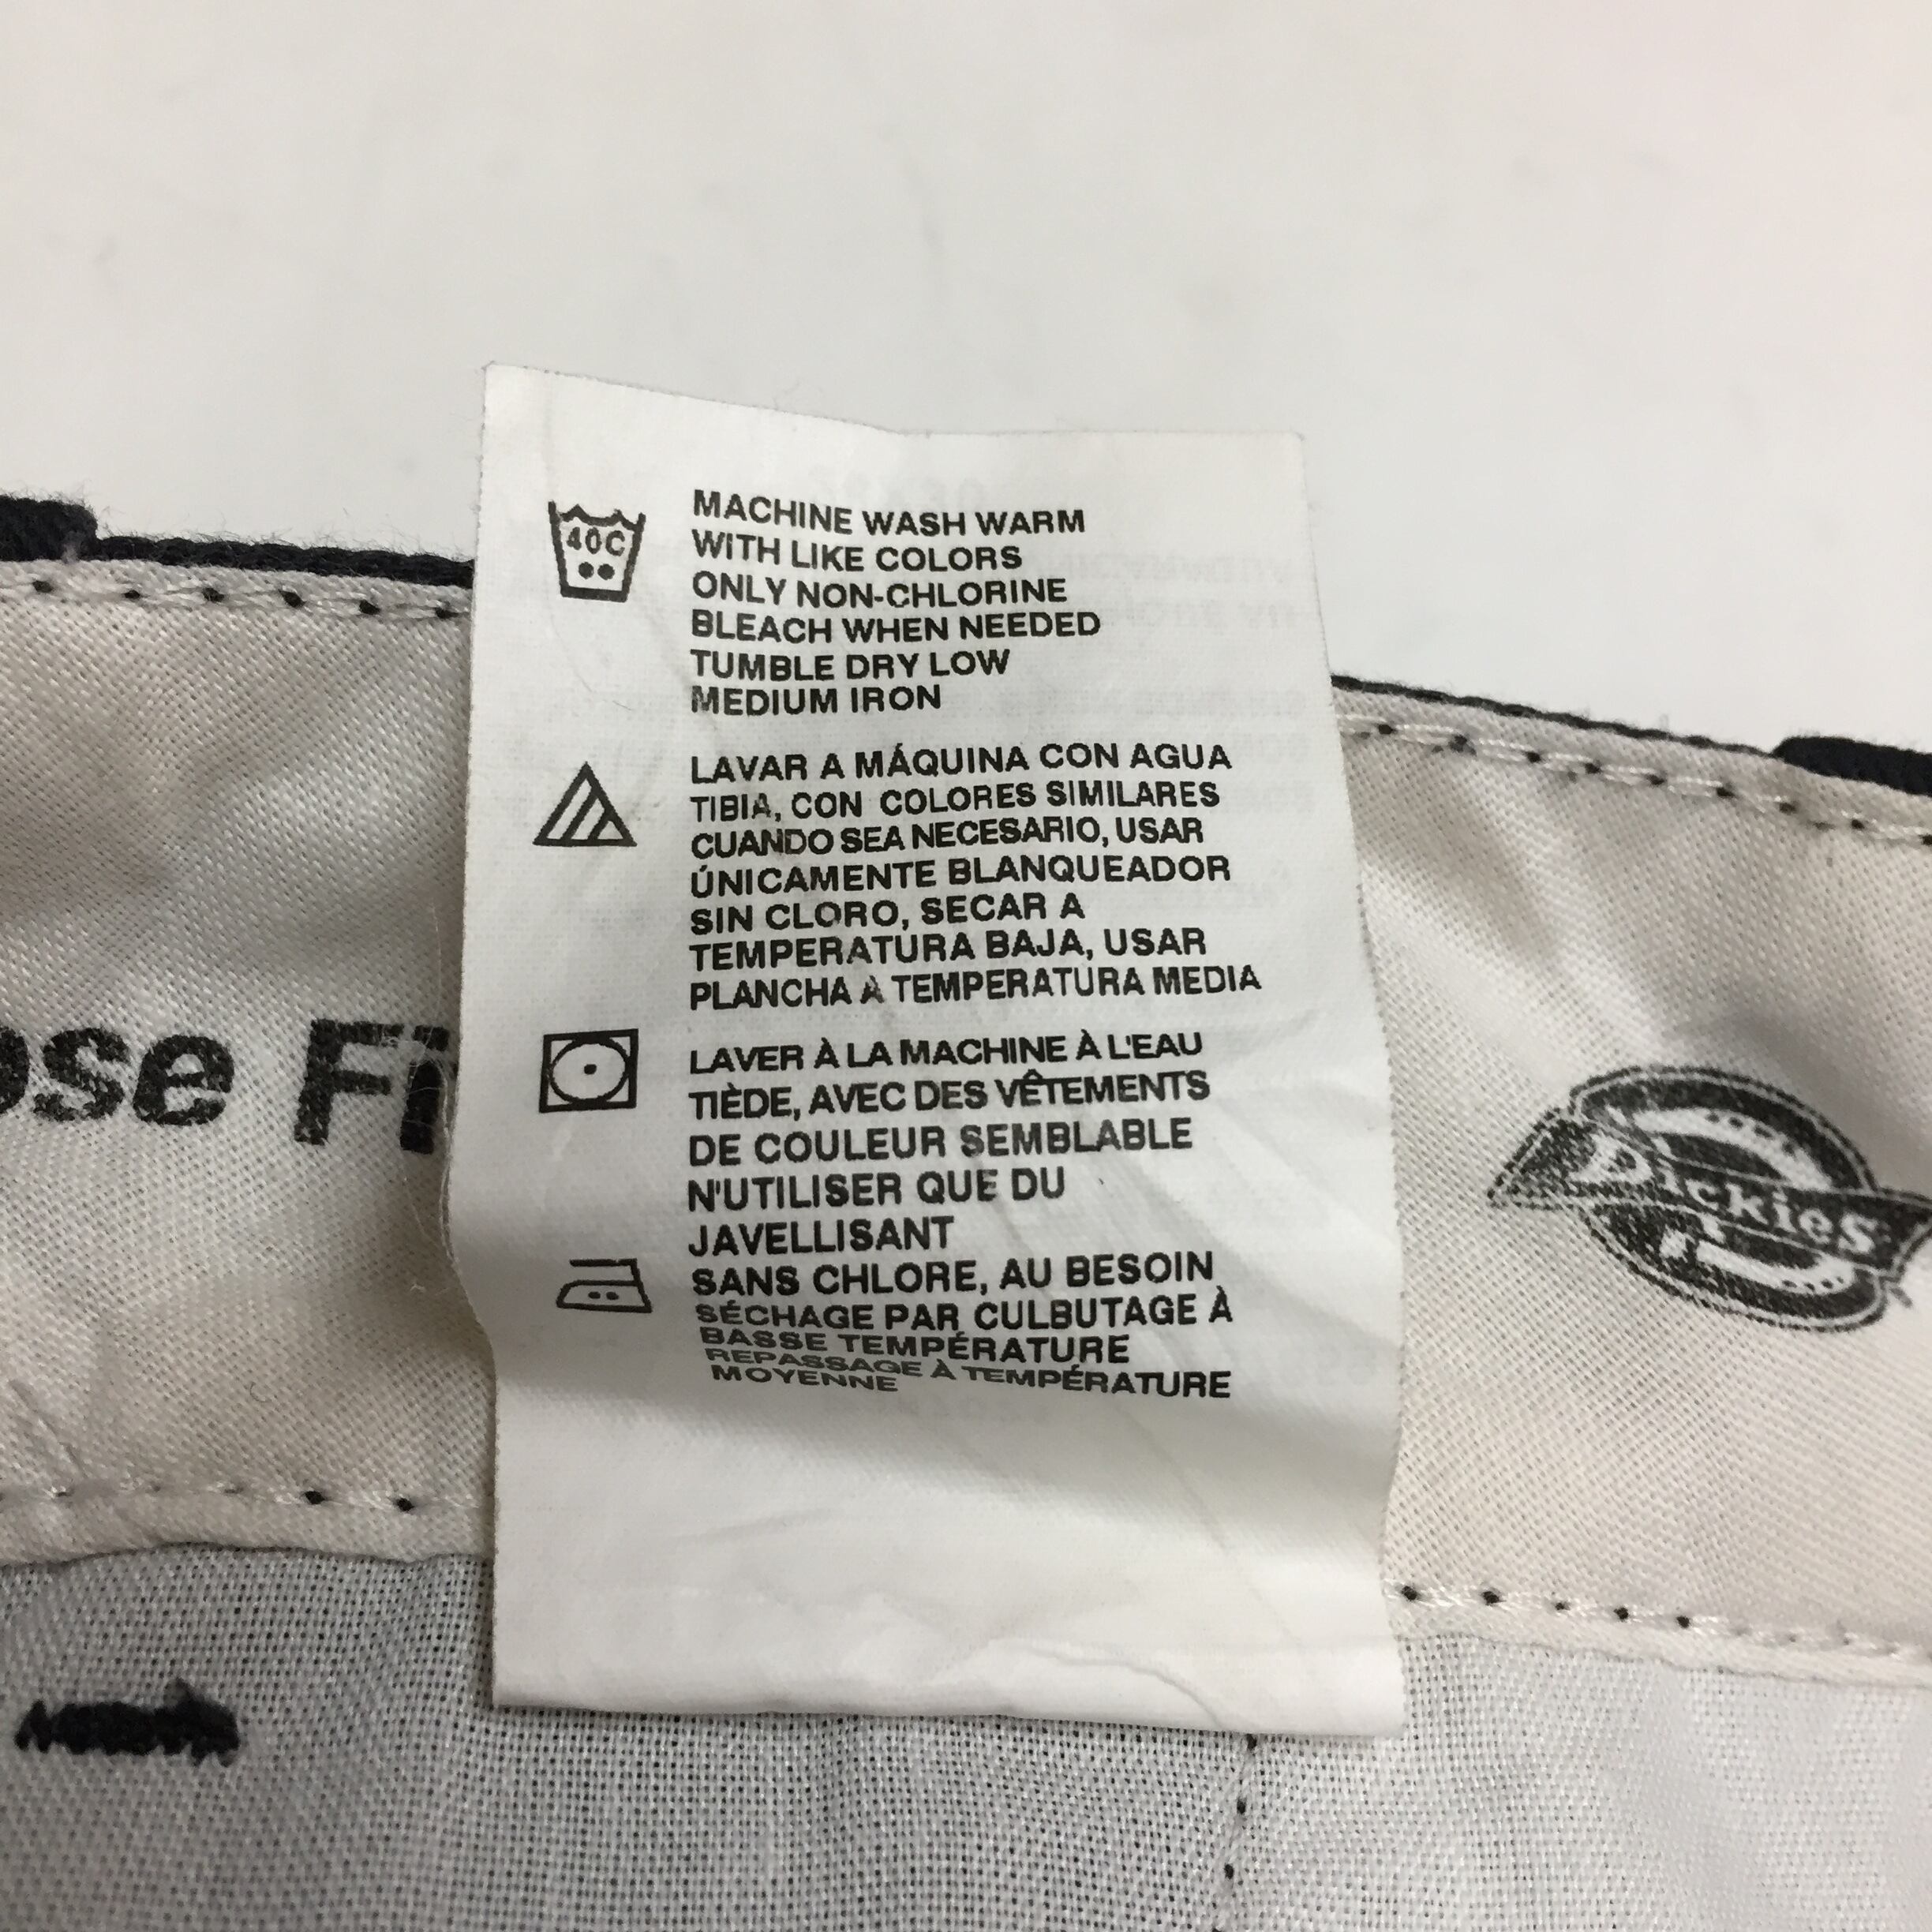 40C
MACHINE WASH WARM
WITH LIKE COLORS
ONLY NON-CHLORINE
BLEACH WHEN NEEDED
TUMBLE DRY LOW
MEDIUM IRON
LAVAR A MÁQUINA CON AGUA
TIBIA, CON COLORES SIMILARES
CUANDO SEA NECESARIO, USAR
ÚNICAMENTE BLANQUEADOR
SIN CLORO, SECAR A
TEMPERATURA BAJA, USAR
PLANCHA A TEMPERATURA MEDIA
LAVER À LA MACHINE À L'EAU
TIÈDE, AVEC DES VÊTEMENTS
DE COULEUR SEMBLABLE
N'UTILISER QUE DU
JAVELLISANT
SANS CHLORE, AU BESOIN
SÉCHAGE PAR CULBUTAGE À
BASSE TEMPÉRATURE
REPASSAGE À TEMPÉRATURE
MOYENNE
ose Fi
Dickies